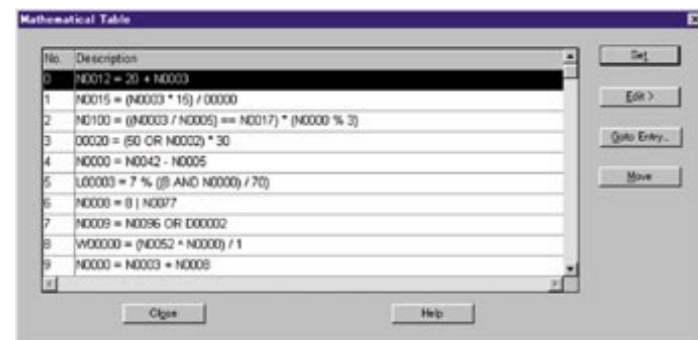 Mathematical Table
No. Description
0 N0012 = 20 + N0003
1 N0015 = (N0003 * 15) / 00000
2 N0100 = ((N0003 / N0005) == N0017) * (N0000 % 3)
3 00020 = (50 OR N0002) * 30
4 N0000 = N0042 - N0005
5 L00003 = 7 % ((8 AND N0000) / 70)
6 N0008 = 8 | N0077
7 N0009 = N0096 OR D00002
8 W00000 = (N0052 ^ N0000) / 1
9 N0000 = N0003 + N0008
Set
Edit >
Goto Entry...
Move
Close
Help